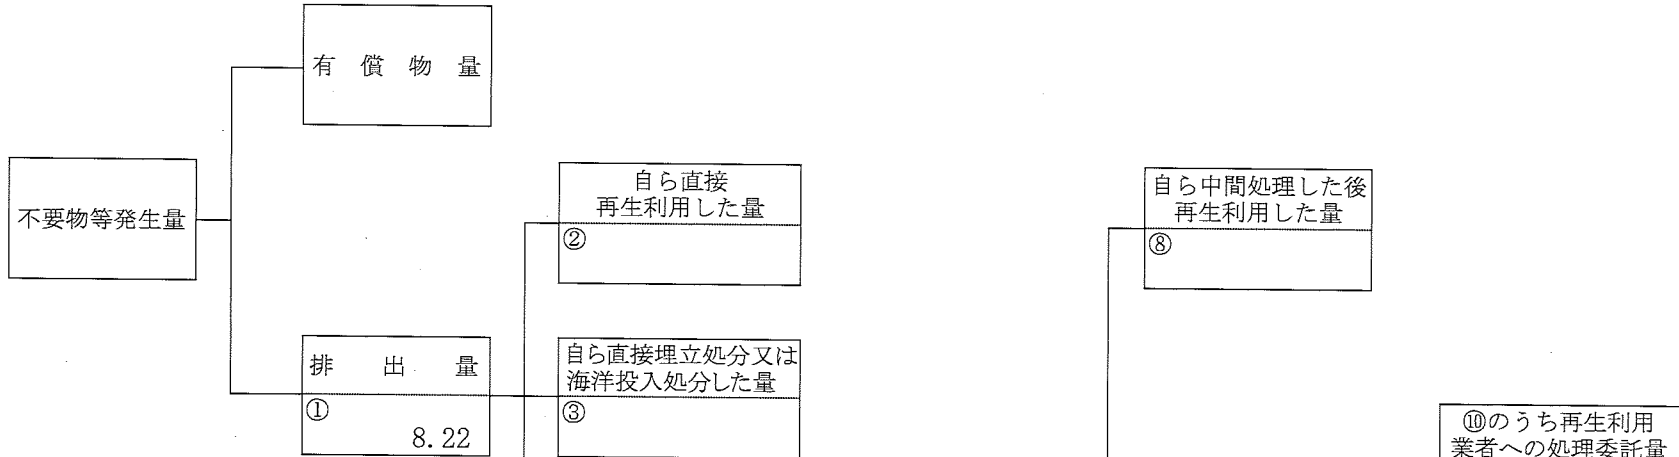 有償物量
不要物等発生量
自ら直接
再生利用した量
②
自ら中間処理した後
再生利用した量
⑧
排出量
①
8.22
自ら直接埋立処分又は
海洋投入処分した量
③
⑩のうち再生利用
業者への処理委託量